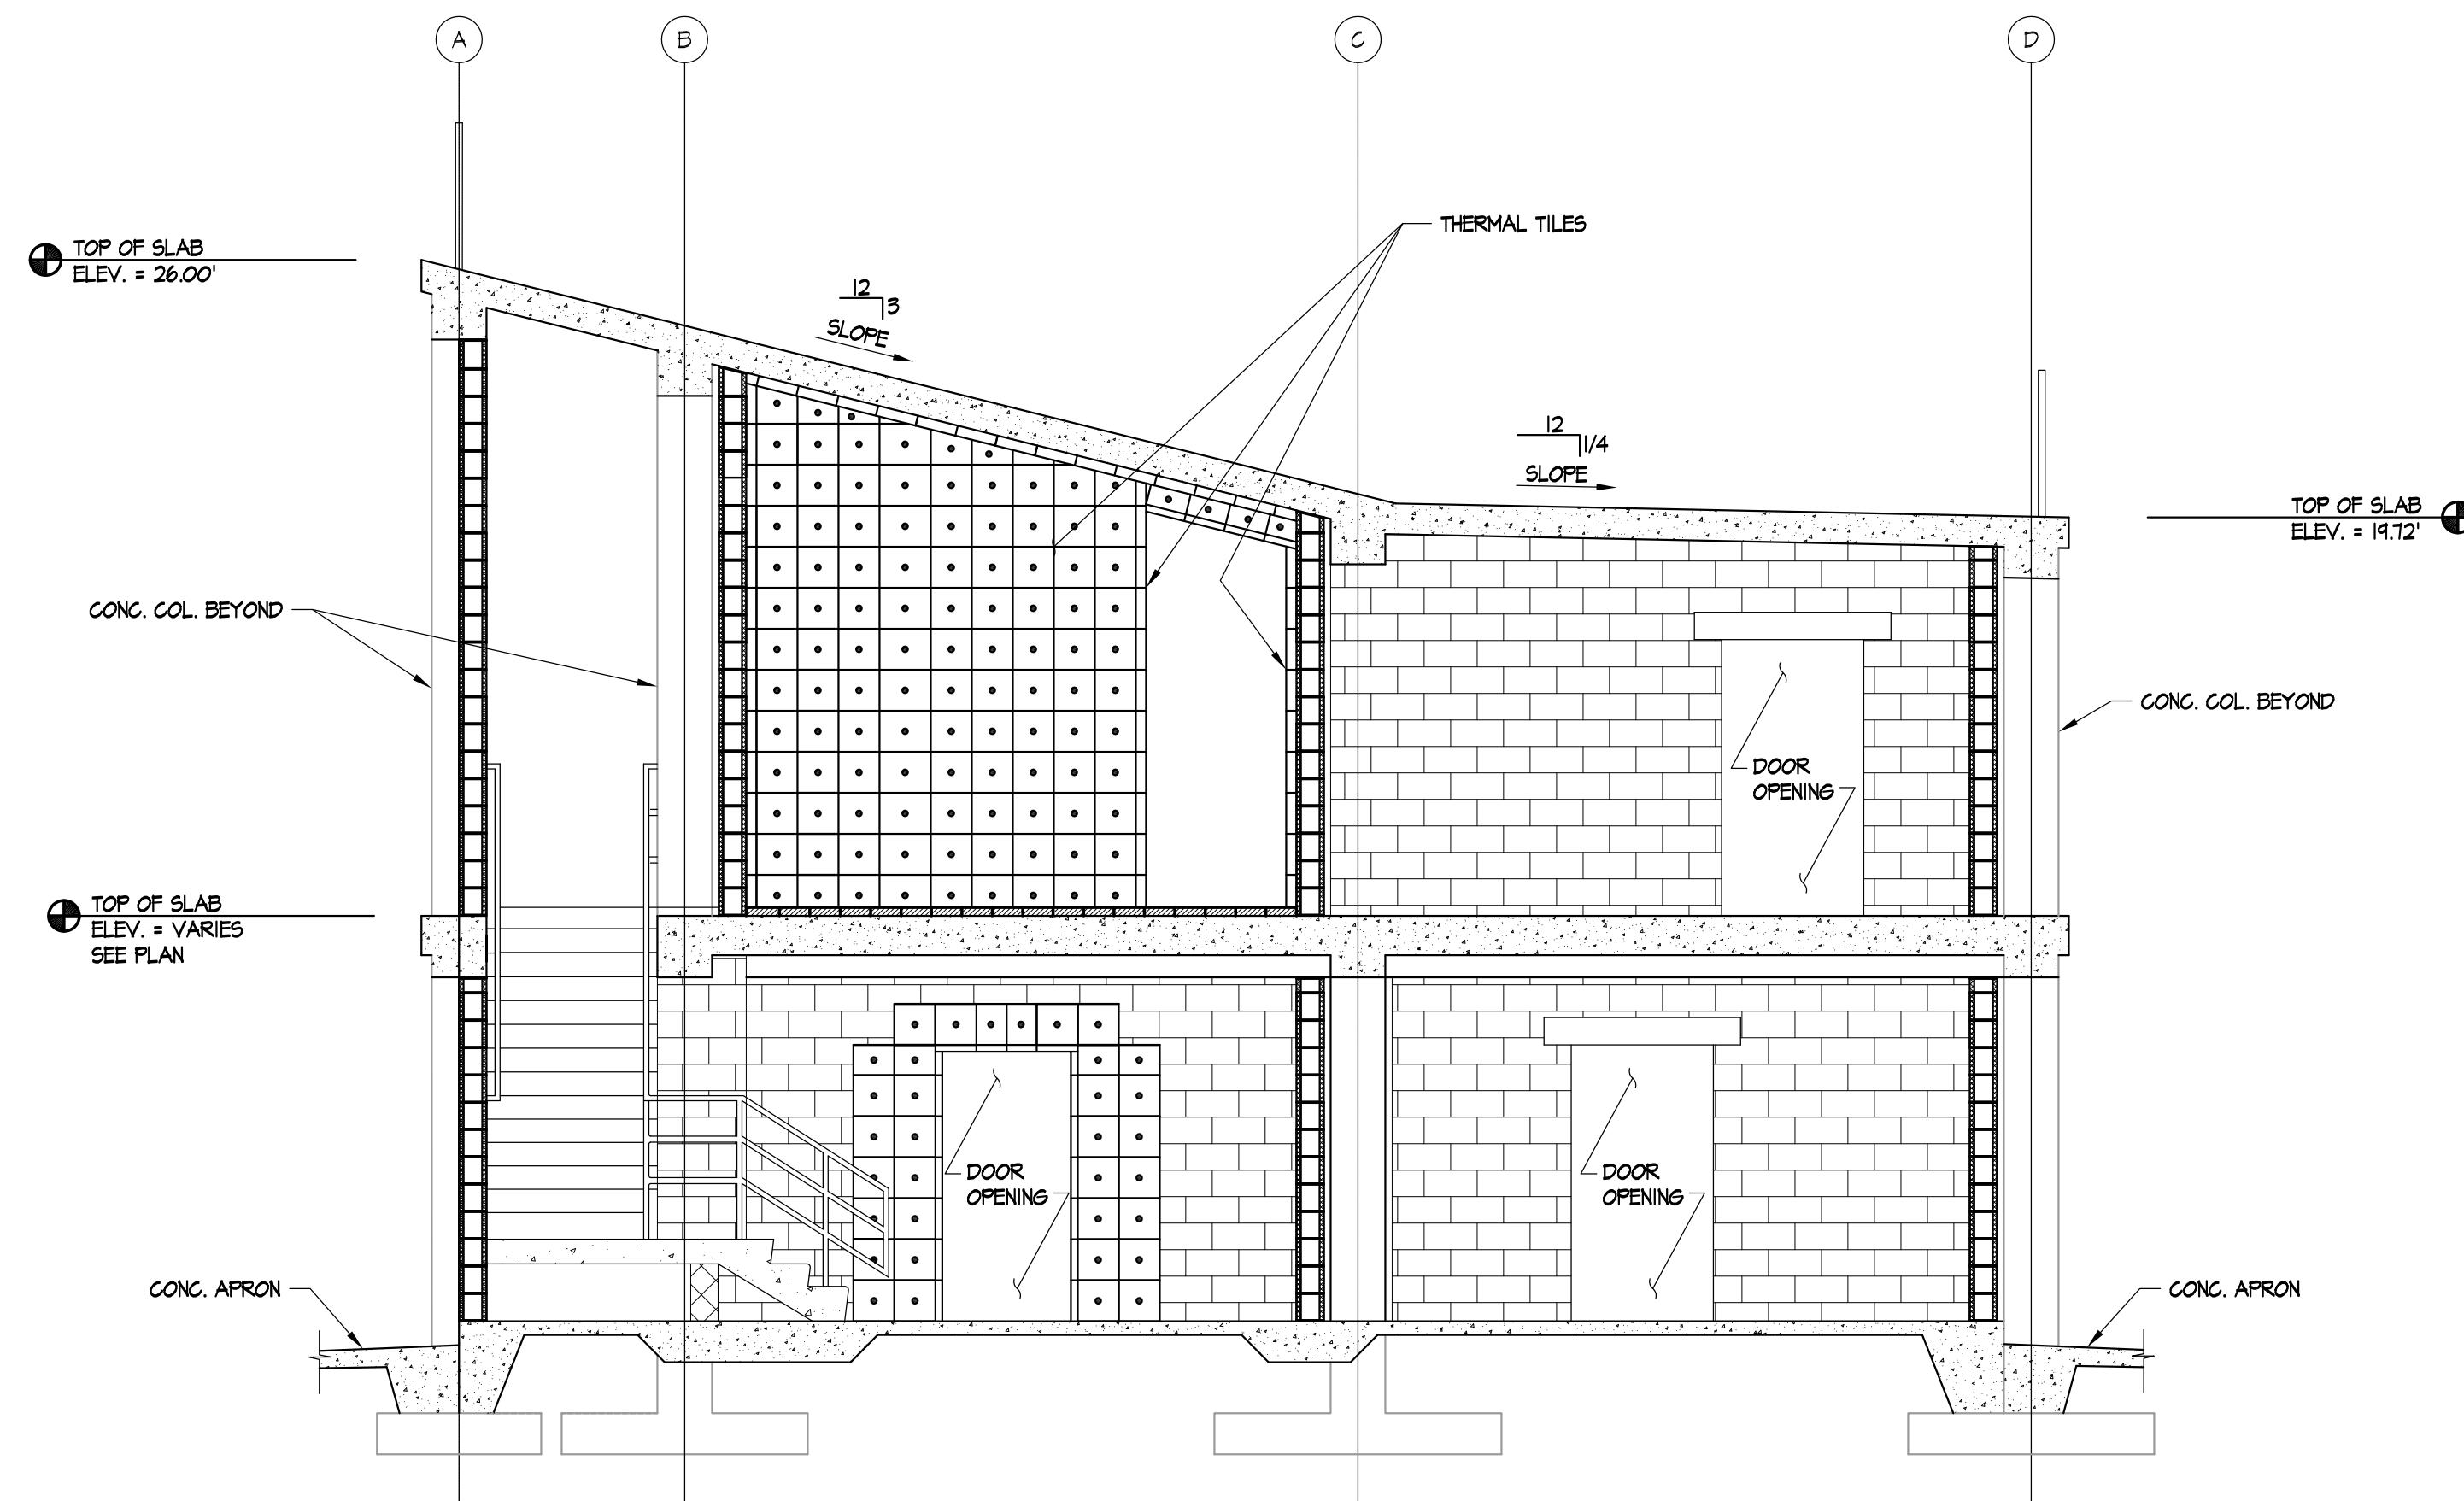 A
B
C
D
THERMAL TILES
TOP OF SLAB
ELEV. = 26.00'
12
3
SLOPE
12
1/4
SLOPE
TOP OF SLAB
ELEV. = 19.72'
CONC. COL. BEYOND
CONC. COL. BEYOND
DOOR
OPENING
TOP OF SLAB
ELEV. = VARIES
SEE PLAN
DOOR
OPENING
DOOR
OPENING
CONC. APRON
CONC. APRON